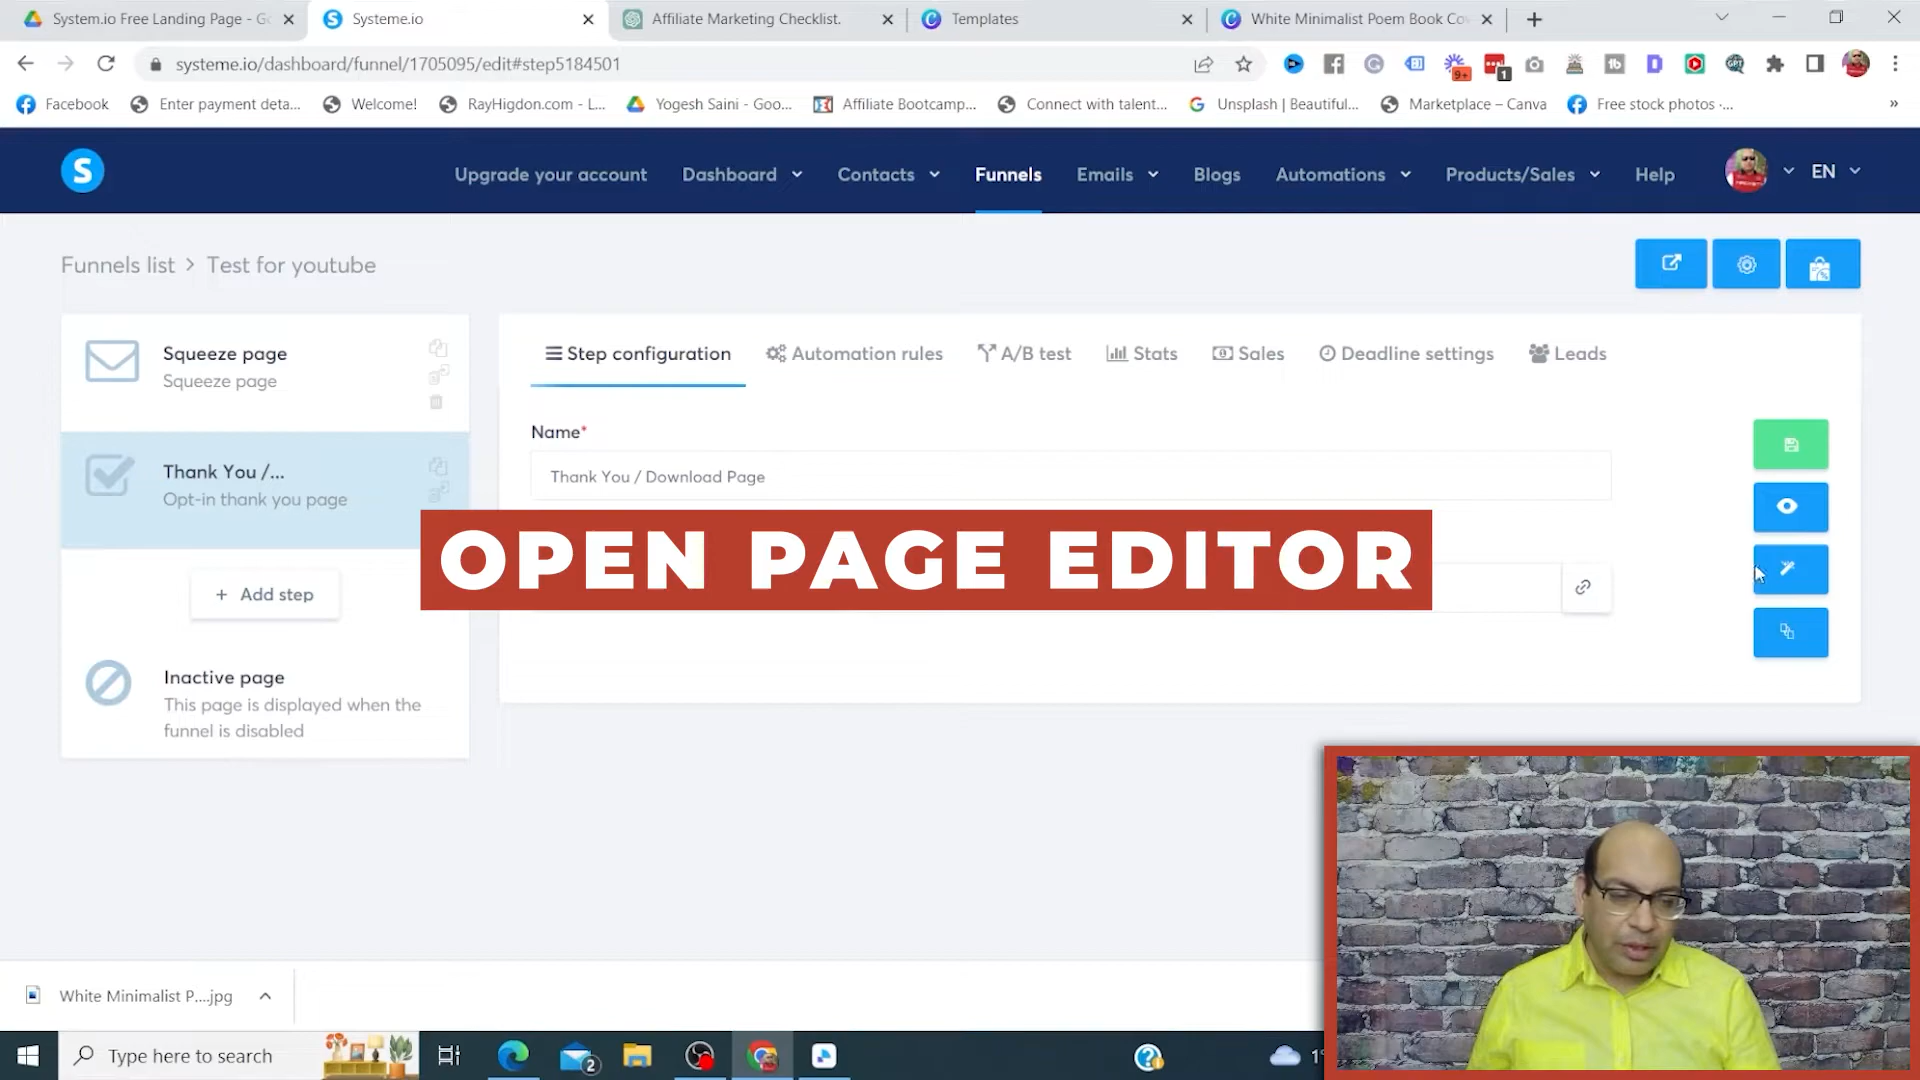 System.io Free Landing Page - Go
Systeme.io
Affiliate Marketing Checklist.
Templates
White Minimalist Poem Book Cov
systeme.io/dashboard/funnel/1705095/edit#step5184501
9+
1
Facebook
Enter payment deta...
Welcome!
RayHigdon.com - L...
Yogesh Saini - Goo...
Affiliate Bootcamp...
Connect with talent...
Unsplash | Beautiful...
Marketplace – Canva
Free stock photos ·...
»
S
Upgrade your account
Dashboard
Contacts
Funnels
Emails
Blogs
Automations
Products/Sales
Help
EN
Funnels list > Test for youtube
Squeeze page
Squeeze page
Thank You /...
Opt-in thank you page
+ Add step
Inactive page
This page is displayed when the
funnel is disabled
Step configuration
Automation rules
A/B test
Stats
Sales
Deadline settings
Leads
Name*
Thank You / Download Page
OPEN PAGE EDITOR
White Minimalist P....jpg
Type here to search
2